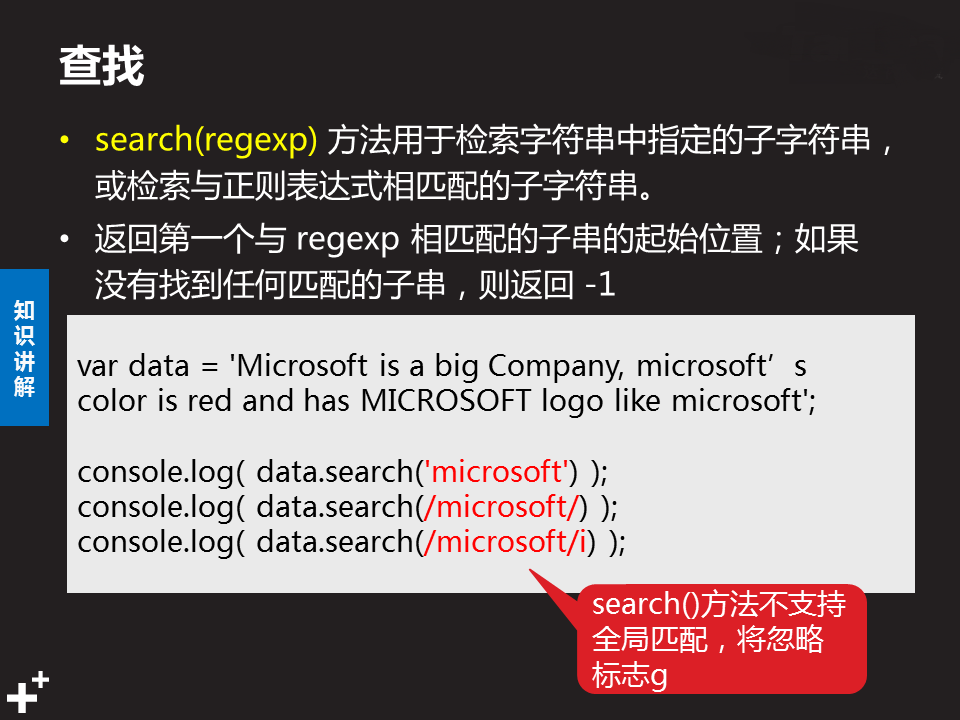 查找
• search(regexp) 方法用于检索字符串中指定的子字符串，
或检索与正则表达式相匹配的子字符串。
• 返回第一个与 regexp 相匹配的子串的起始位置；如果
没有找到任何匹配的子串，则返回 -1
知
识
讲
解
var data = 'Microsoft is a big Company, microsoft’s
color is red and has MICROSOFT logo like microsoft';
console.log( data.search('microsoft') );
console.log( data.search(/microsoft/) );
console.log( data.search(/microsoft/i) );
search()方法不支持
全局匹配，将忽略
标志g